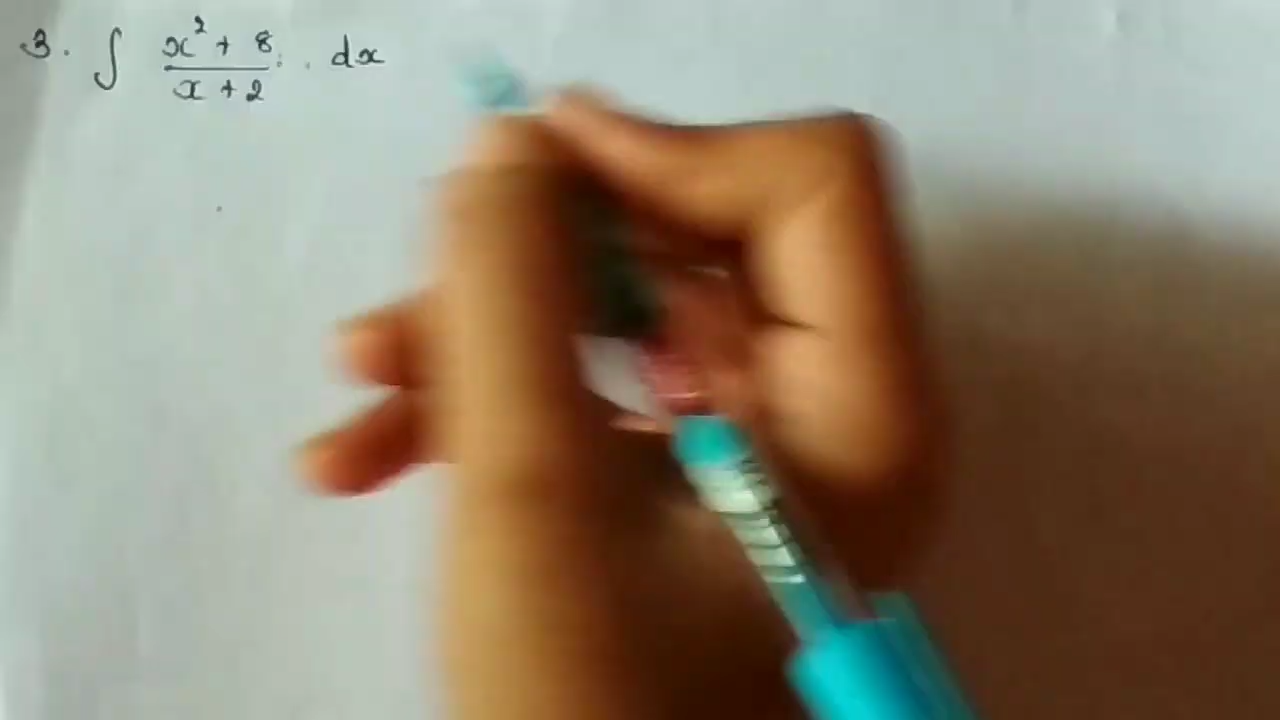 3. ∫ x² + 8 / x + 2 . dx